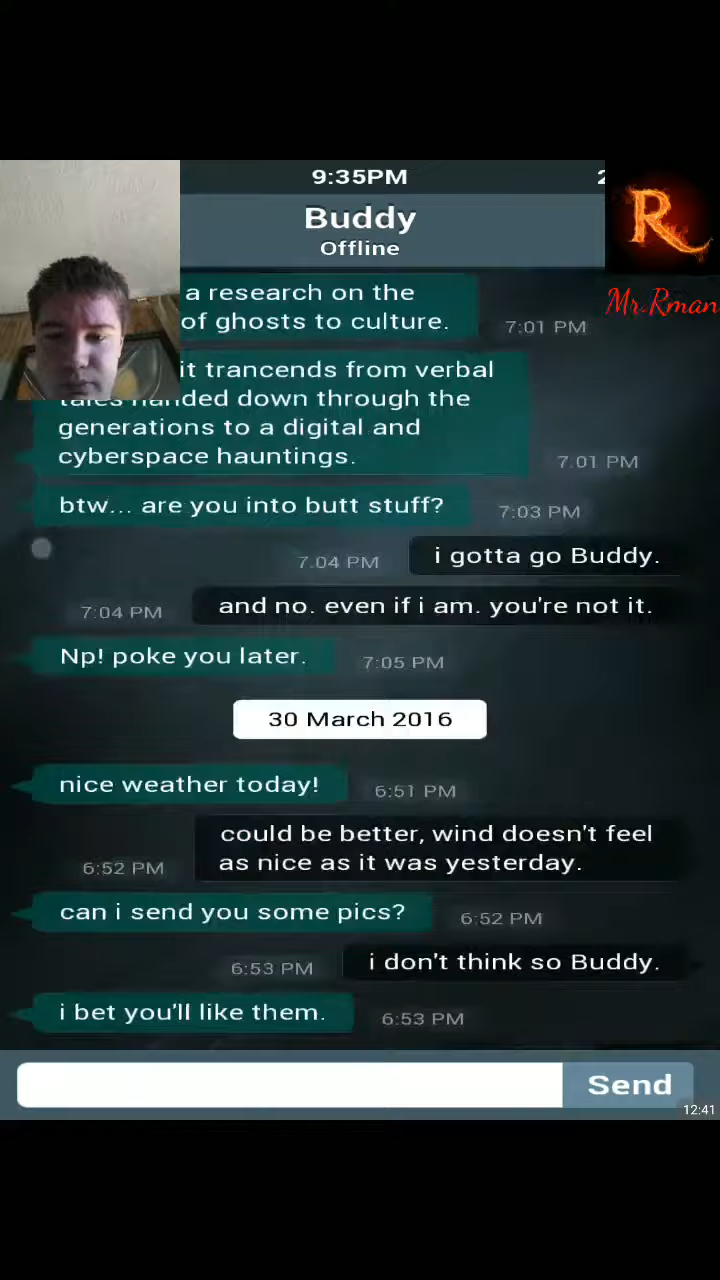 9:35PM
Buddy
Offline
R
Mr.Rman
a research on the
of ghosts to culture.
7:01 PM
it trancends from verbal
tales handed down through the
generations to a digital and
cyberspace hauntings.
7.01 PM
btw... are you into butt stuff?
7:03 PM
i gotta go Buddy.
7.04 PM
and no. even if i am. you're not it.
7:04 PM
Np! poke you later.
7:05 PM
30 March 2016
nice weather today!
6:51 PM
could be better, wind doesn't feel
as nice as it was yesterday.
6:52 PM
can i send you some pics?
6:52 PM
i don't think so Buddy.
6:53 PM
i bet you'll like them.
6:53 PM
Send
12:41